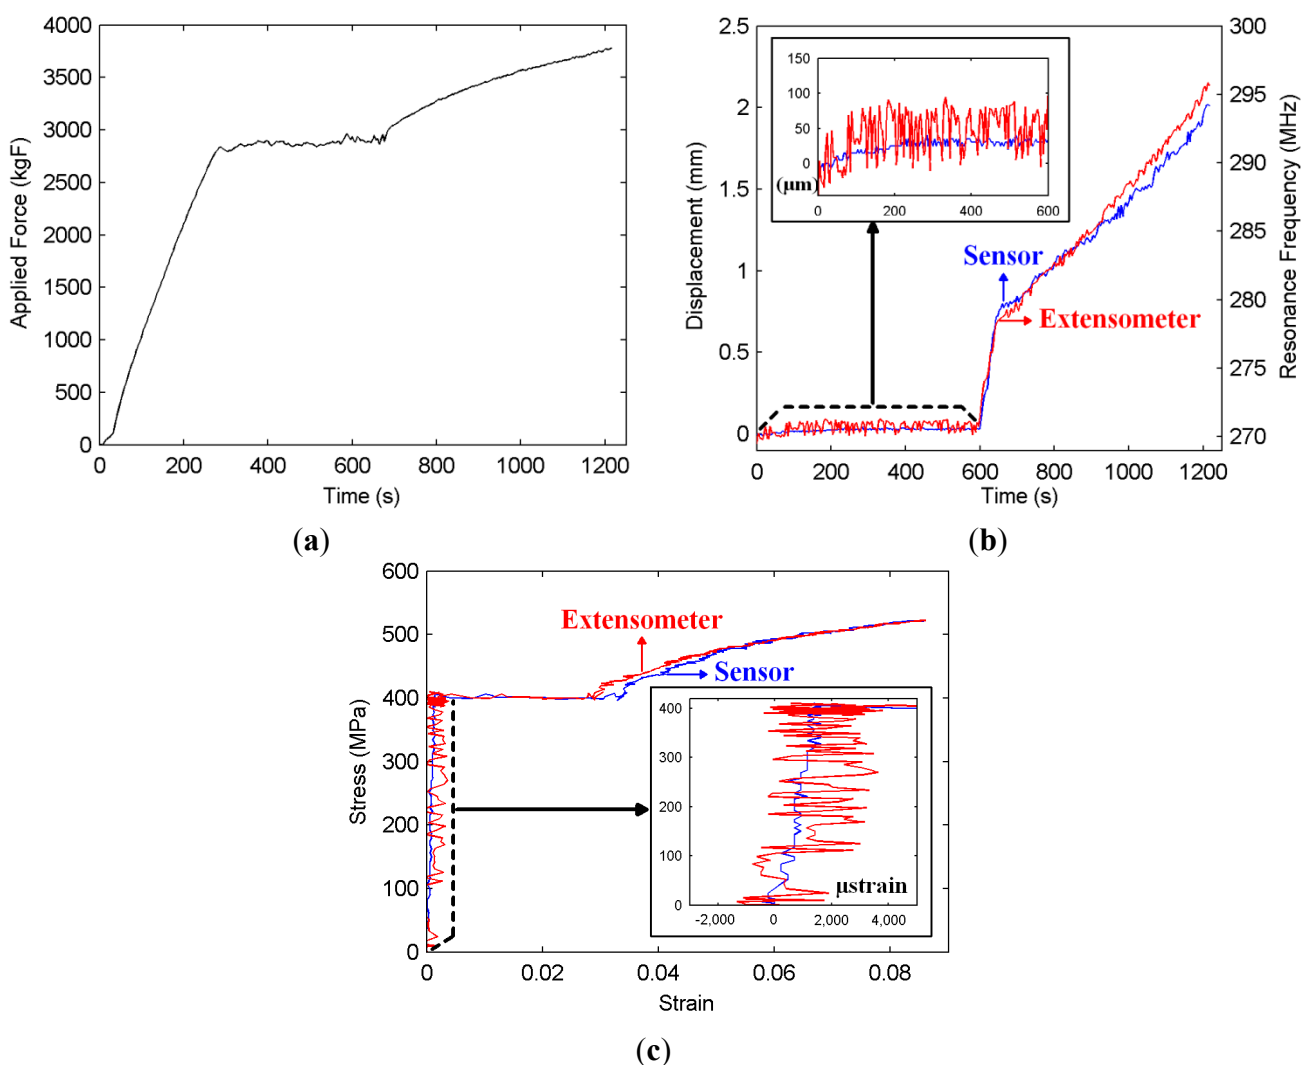 (a)
4000
3500
3000
2500
2000
1500
1000
500
0
Applied Force (kgF)
0 200 400 600 800 1000 1200
Time (s)
(b)
2.5
2
1.5
1
0.5
0
Displacement (mm)
300
295
290
285
280
275
270
Resonance Frequency (MHz)
150
100
50
0
(μm)
0 200 400 600
Sensor
Extensometer
0 200 400 600 800 1000 1200
Time (s)
(c)
600
500
400
300
200
100
0
Stress (MPa)
Extensometer
Sensor
400
300
200
100
0
μstrain
-2,000 0 2,000 4,000
0 0.02 0.04 0.06 0.08
Strain